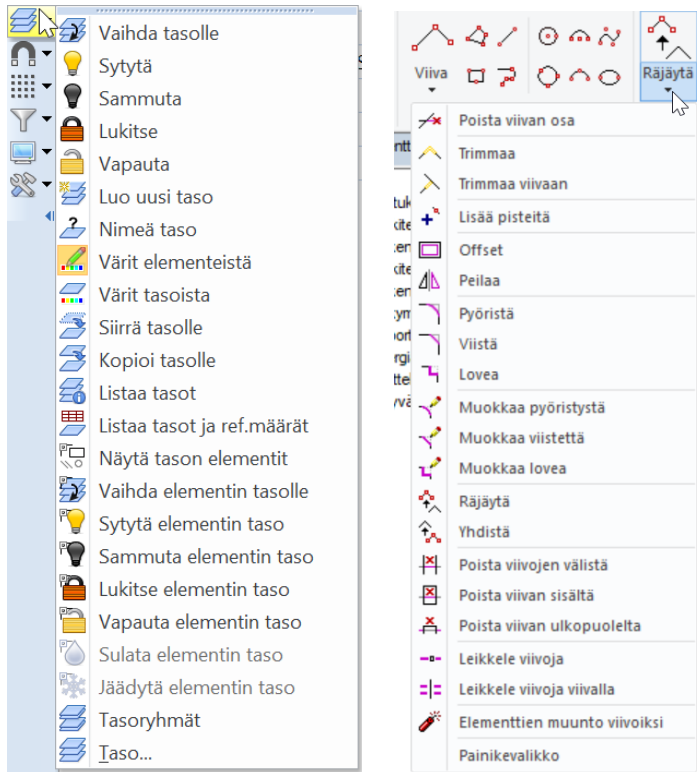 Vaihda tasolle
Sytytä
Sammuta
Lukitse
Vapauta
Luo uusi taso
Nimeä taso
Värit elementeistä
Värit tasoista
Siirrä tasolle
Kopioi tasolle
Listaa tasot
Listaa tasot ja ref.määrät
Näytä tason elementit
Vaihda elementin tasolle
Sytytä elementin taso
Sammuta elementin taso
Lukitse elementin taso
Vapauta elementin taso
Sulata elementin taso
Jäädytä elementin taso
Tasoryhmät
Taso...
Viiva
Räjäytä
Poista viivan osa
Trimmaa
Trimmaa viivaan
Lisää pisteitä
Offset
Peilaa
Pyöristä
Viistä
Lovea
Muokkaa pyöristystä
Muokkaa viistettä
Muokkaa lovea
Räjäytä
Yhdistä
Poista viivojen välistä
Poista viivan sisältä
Poista viivan ulkopuolelta
Leikkele viivoja
Leikkele viivoja viivalla
Elementtien muunto viivoiksi
Painikevalikko